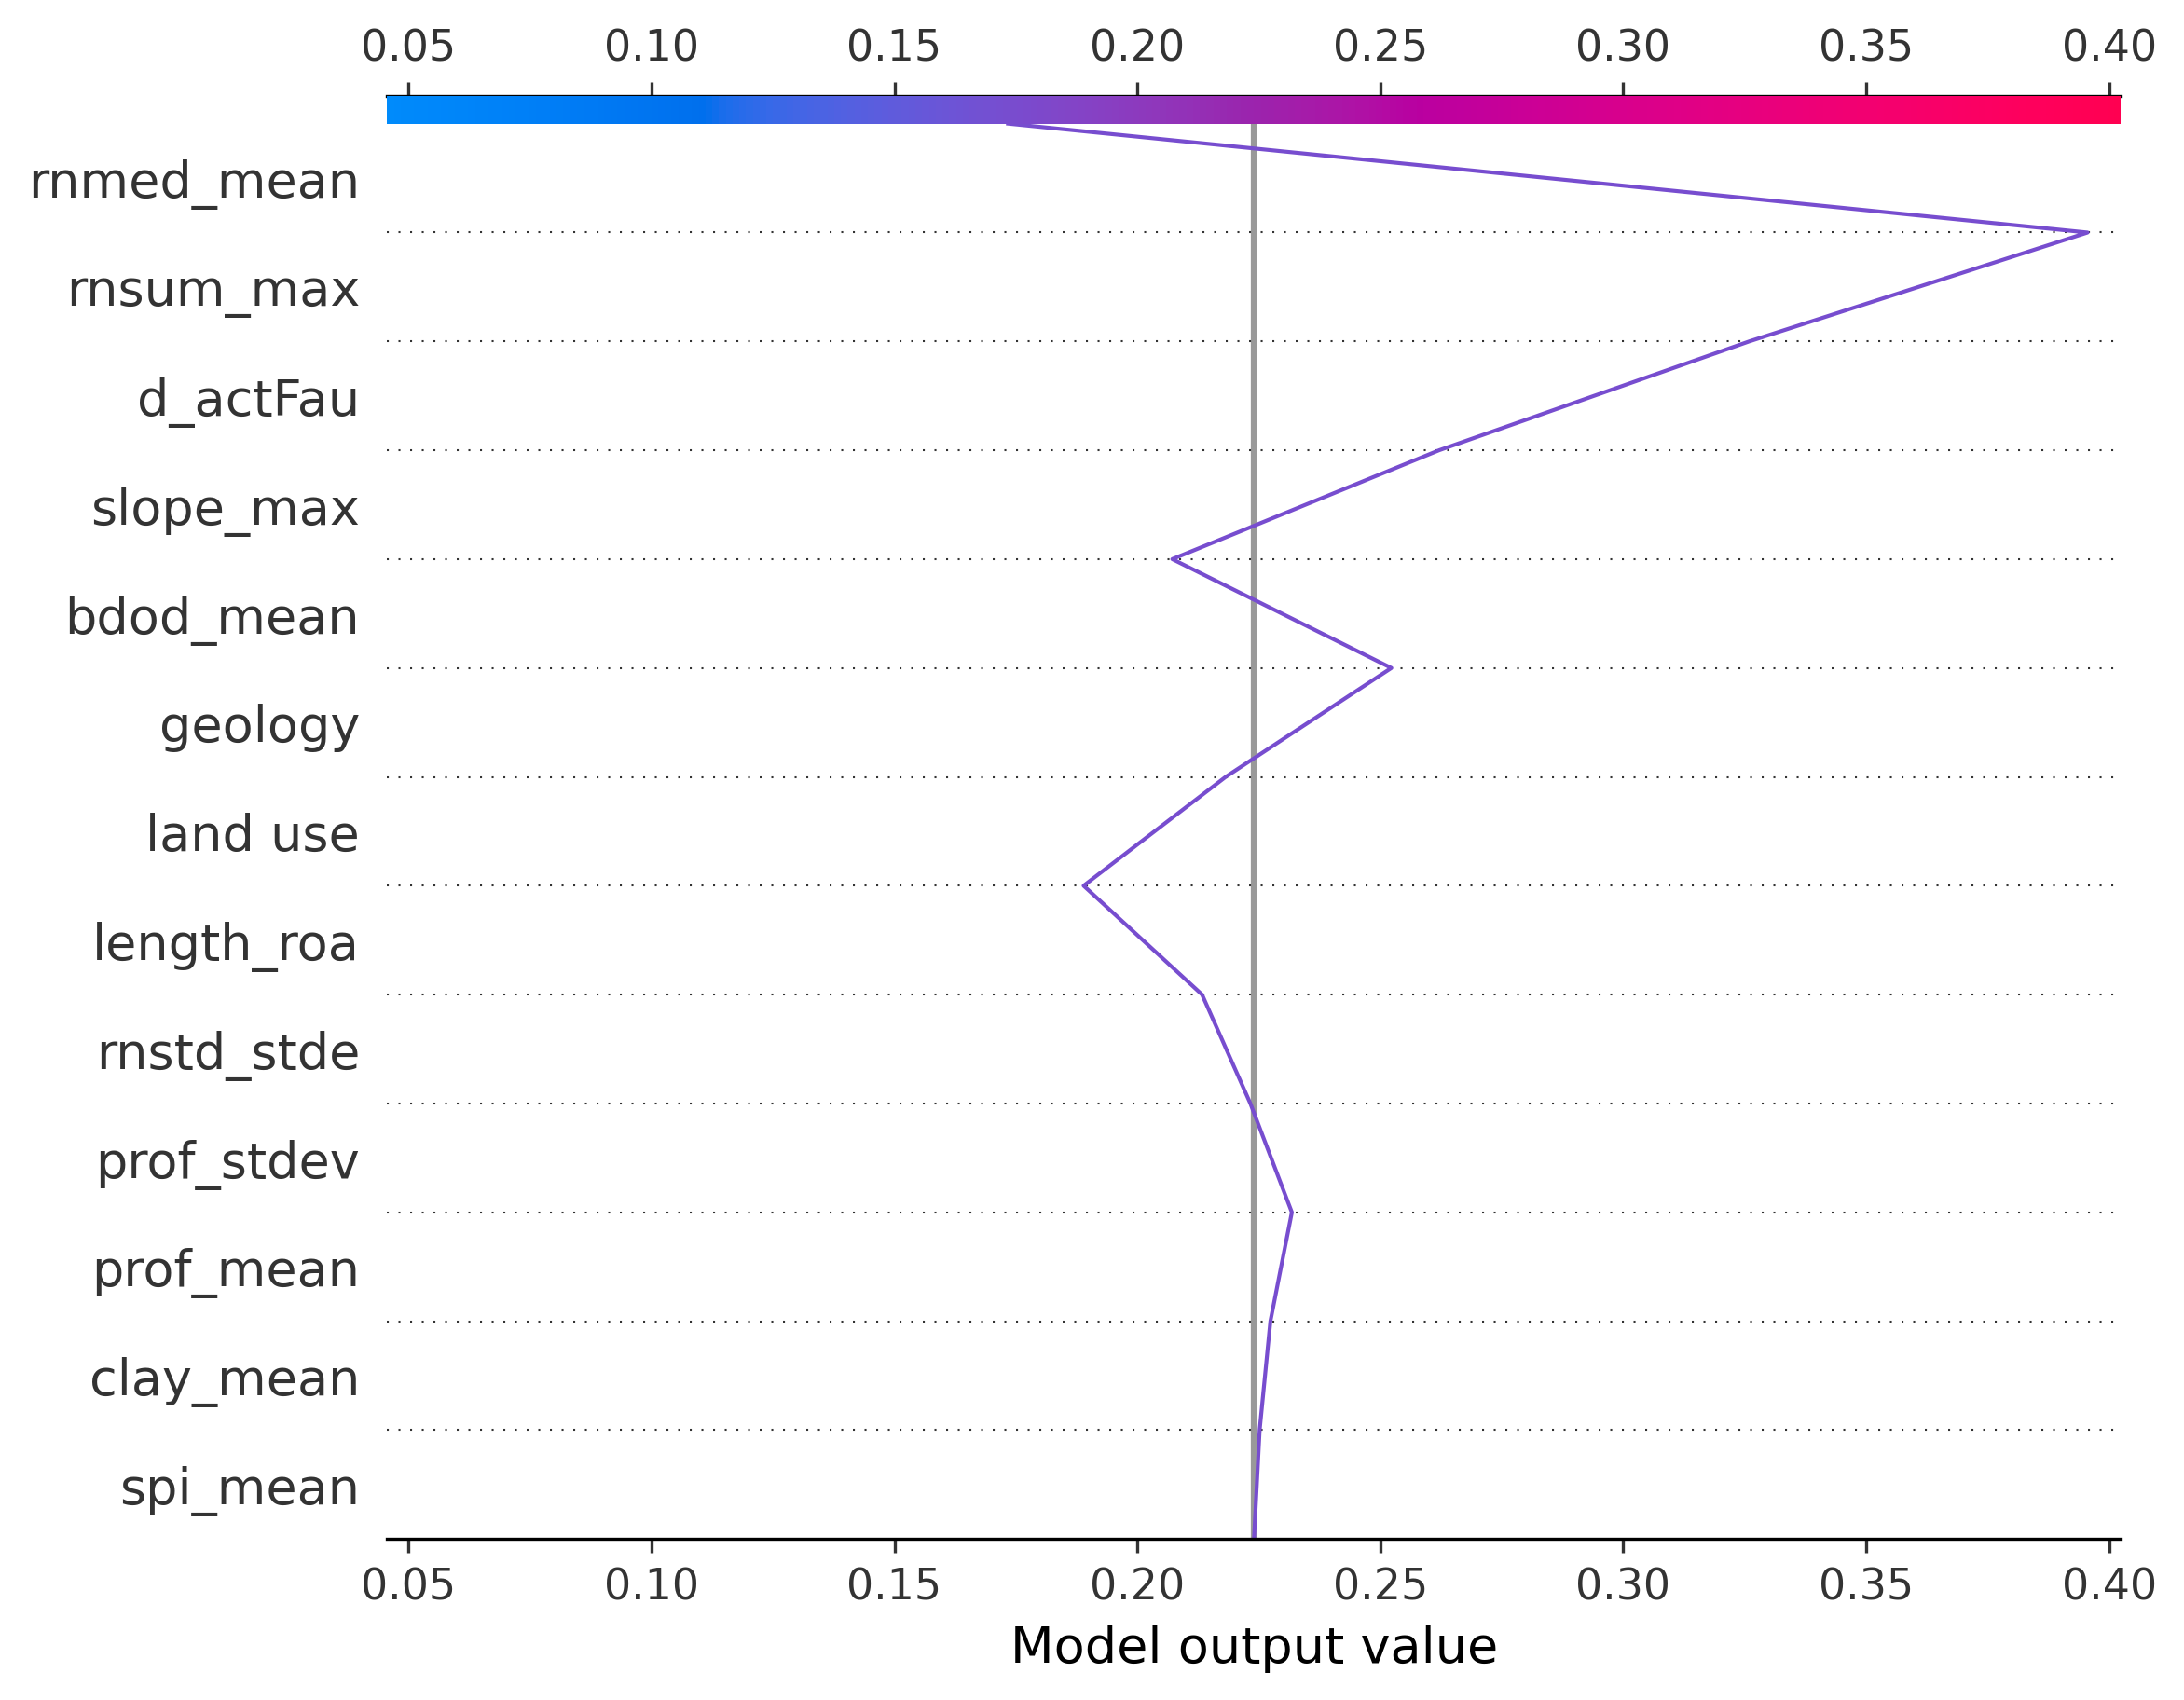 0.05 0.10 0.15 0.20 0.25 0.30 0.35 0.40
rnmed_mean
rnsum_max
d_actFau
slope_max
bdod_mean
geology
land use
length_roa
rnstd_stde
prof_stdev
prof_mean
clay_mean
spi_mean
0.05 0.10 0.15 0.20 0.25 0.30 0.35 0.40
Model output value